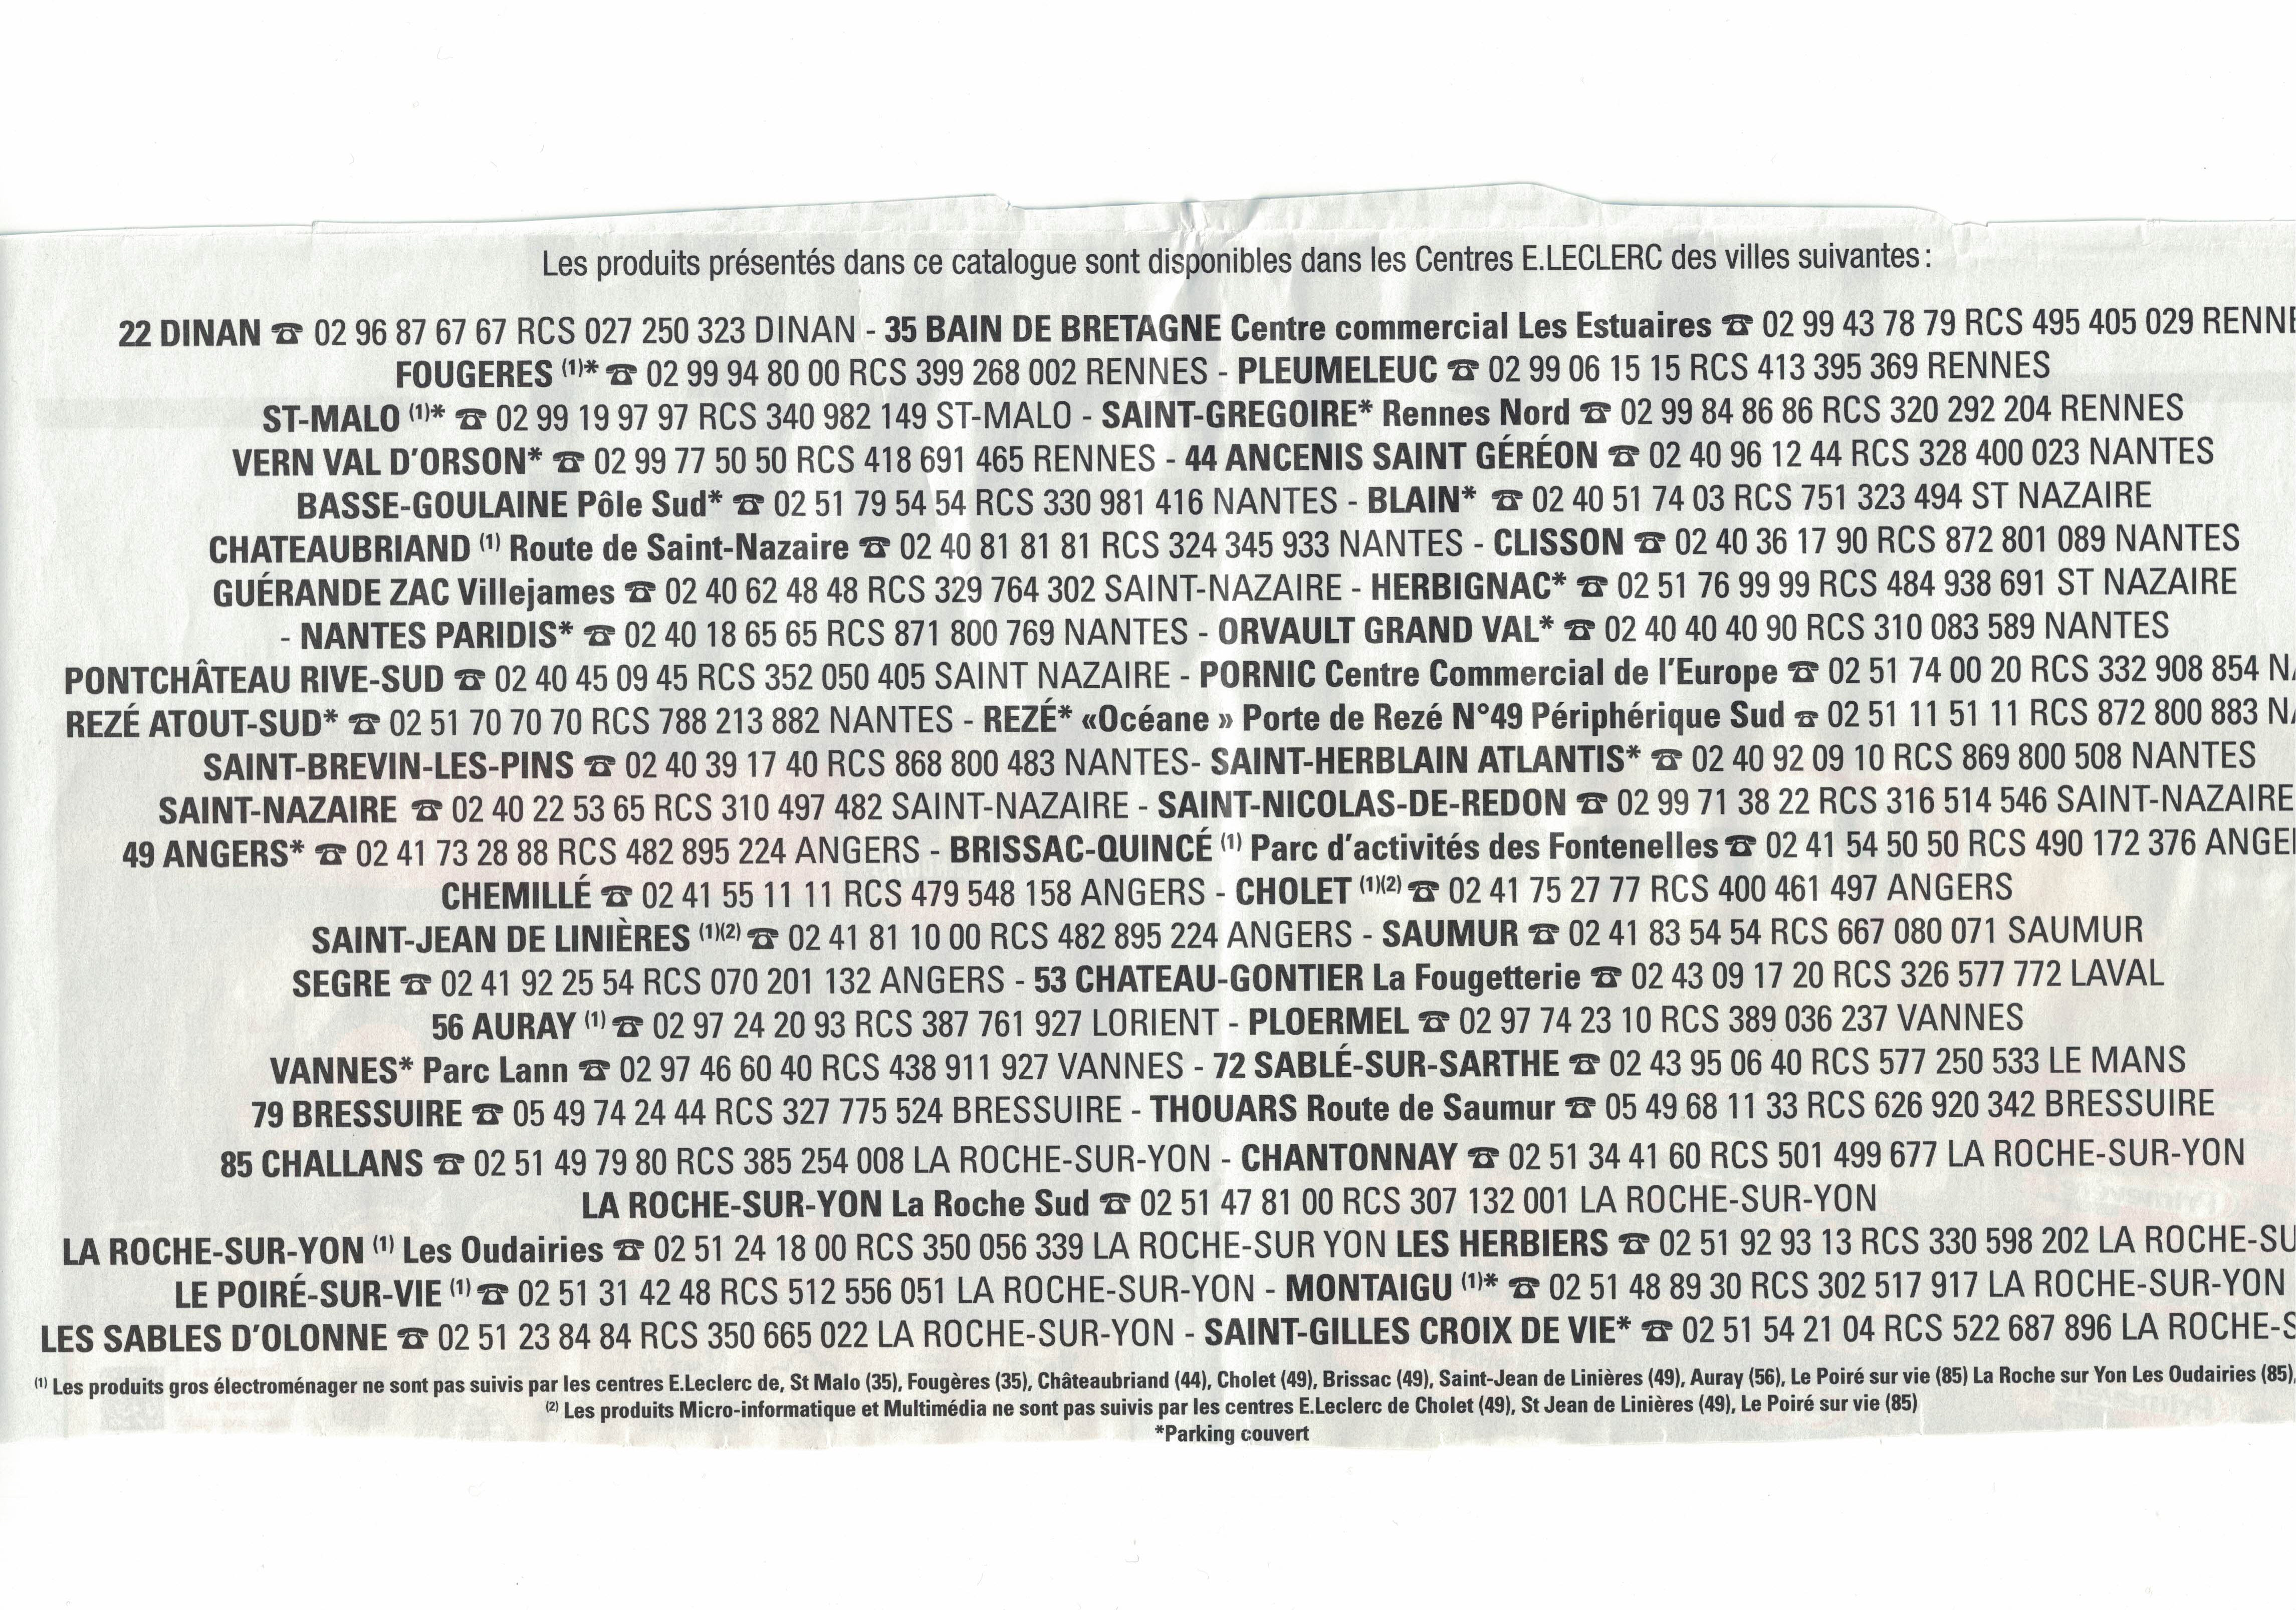 Les produits présentés dans ce catalogue sont disponibles dans les Centres E.LECLERC des villes suivantes :
22 DINAN ☎ 02 96 87 67 67 RCS 027 250 323 DINAN - 35 BAIN DE BRETAGNE Centre commercial Les Estuaires ☎ 02 99 43 78 79 RCS 495 405 029 RENNE
FOUGERES (1)* ☎ 02 99 94 80 00 RCS 399 268 002 RENNES - PLEUMELEUC ☎ 02 99 06 15 15 RCS 413 395 369 RENNES
ST-MALO (1)* ☎ 02 99 19 97 97 RCS 340 982 149 ST-MALO - SAINT-GREGOIRE* Rennes Nord ☎ 02 99 84 86 86 RCS 320 292 204 RENNES
VERN VAL D'ORSON* ☎ 02 99 77 50 50 RCS 418 691 465 RENNES - 44 ANCENIS SAINT GÉRÉON ☎ 02 40 96 12 44 RCS 328 400 023 NANTES
BASSE-GOULAINE Pôle Sud* ☎ 02 51 79 54 54 RCS 330 981 416 NANTES - BLAIN* ☎ 02 40 51 74 03 RCS 751 323 494 ST NAZAIRE
CHATEAUBRIAND (1) Route de Saint-Nazaire ☎ 02 40 81 81 81 RCS 324 345 933 NANTES - CLISSON ☎ 02 40 36 17 90 RCS 872 801 089 NANTES
GUÉRANDE ZAC Villejames ☎ 02 40 62 48 48 RCS 329 764 302 SAINT-NAZAIRE - HERBIGNAC* ☎ 02 51 76 99 99 RCS 484 938 691 ST NAZAIRE
- NANTES PARIDIS* ☎ 02 40 18 65 65 RCS 871 800 769 NANTES - ORVAULT GRAND VAL* ☎ 02 40 40 40 90 RCS 310 083 589 NANTES
PONTCHÂTEAU RIVE-SUD ☎ 02 40 45 09 45 RCS 352 050 405 SAINT NAZAIRE - PORNIC Centre Commercial de l'Europe ☎ 02 51 74 00 20 RCS 332 908 854 NA
REZÉ ATOUT-SUD* ☎ 02 51 70 70 70 RCS 788 213 882 NANTES - REZÉ* «Océane » Porte de Rezé N°49 Périphérique Sud ☎ 02 51 11 51 11 RCS 872 800 883 NA
SAINT-BREVIN-LES-PINS ☎ 02 40 39 17 40 RCS 868 800 483 NANTES- SAINT-HERBLAIN ATLANTIS* ☎ 02 40 92 09 10 RCS 869 800 508 NANTES
SAINT-NAZAIRE ☎ 02 40 22 53 65 RCS 310 497 482 SAINT-NAZAIRE - SAINT-NICOLAS-DE-REDON ☎ 02 99 71 38 22 RCS 316 514 546 SAINT-NAZAIRE
49 ANGERS* ☎ 02 41 73 28 88 RCS 482 895 224 ANGERS - BRISSAC-QUINCÉ (1) Parc d'activités des Fontenelles ☎ 02 41 54 50 50 RCS 490 172 376 ANGE
CHEMILLÉ ☎ 02 41 55 11 11 RCS 479 548 158 ANGERS - CHOLET (1)(2) ☎ 02 41 75 27 77 RCS 400 461 497 ANGERS
SAINT-JEAN DE LINIÈRES (1)(2) ☎ 02 41 81 10 00 RCS 482 895 224 ANGERS - SAUMUR ☎ 02 41 83 54 54 RCS 667 080 071 SAUMUR
SEGRE ☎ 02 41 92 25 54 RCS 070 201 132 ANGERS - 53 CHATEAU-GONTIER La Fougetterie ☎ 02 43 09 17 20 RCS 326 577 772 LAVAL
56 AURAY (1) ☎ 02 97 24 20 93 RCS 387 761 927 LORIENT - PLOERMEL ☎ 02 97 74 23 10 RCS 389 036 237 VANNES
VANNES* Parc Lann ☎ 02 97 46 60 40 RCS 438 911 927 VANNES - 72 SABLÉ-SUR-SARTHE ☎ 02 43 95 06 40 RCS 577 250 533 LE MANS
79 BRESSUIRE ☎ 05 49 74 24 44 RCS 327 775 524 BRESSUIRE - THOUARS Route de Saumur ☎ 05 49 68 11 33 RCS 626 920 342 BRESSUIRE
85 CHALLANS ☎ 02 51 49 79 80 RCS 385 254 008 LA ROCHE-SUR-YON - CHANTONNAY ☎ 02 51 34 41 60 RCS 501 499 677 LA ROCHE-SUR-YON
LA ROCHE-SUR-YON La Roche Sud ☎ 02 51 47 81 00 RCS 307 132 001 LA ROCHE-SUR-YON
LA ROCHE-SUR-YON (1) Les Oudairies ☎ 02 51 24 18 00 RCS 350 056 339 LA ROCHE-SUR YON LES HERBIERS ☎ 02 51 92 93 13 RCS 330 598 202 LA ROCHE-SU
LE POIRÉ-SUR-VIE (1) ☎ 02 51 31 42 48 RCS 512 556 051 LA ROCHE-SUR-YON - MONTAIGU (1)* ☎ 02 51 48 89 30 RCS 302 517 917 LA ROCHE-SUR-YON
LES SABLES D'OLONNE ☎ 02 51 23 84 84 RCS 350 665 022 LA ROCHE-SUR-YON - SAINT-GILLES CROIX DE VIE* ☎ 02 51 54 21 04 RCS 522 687 896 LA ROCHE-S
(1) Les produits gros électroménager ne sont pas suivis par les centres E.Leclerc de, St Malo (35), Fougères (35), Châteaubriand (44), Cholet (49), Brissac (49), Saint-Jean de Linières (49), Auray (56), Le Poiré sur vie (85) La Roche sur Yon Les Oudairies (85),
(2) Les produits Micro-informatique et Multimédia ne sont pas suivis par les centres E.Leclerc de Cholet (49), St Jean de Linières (49), Le Poiré sur vie (85)
*Parking couvert